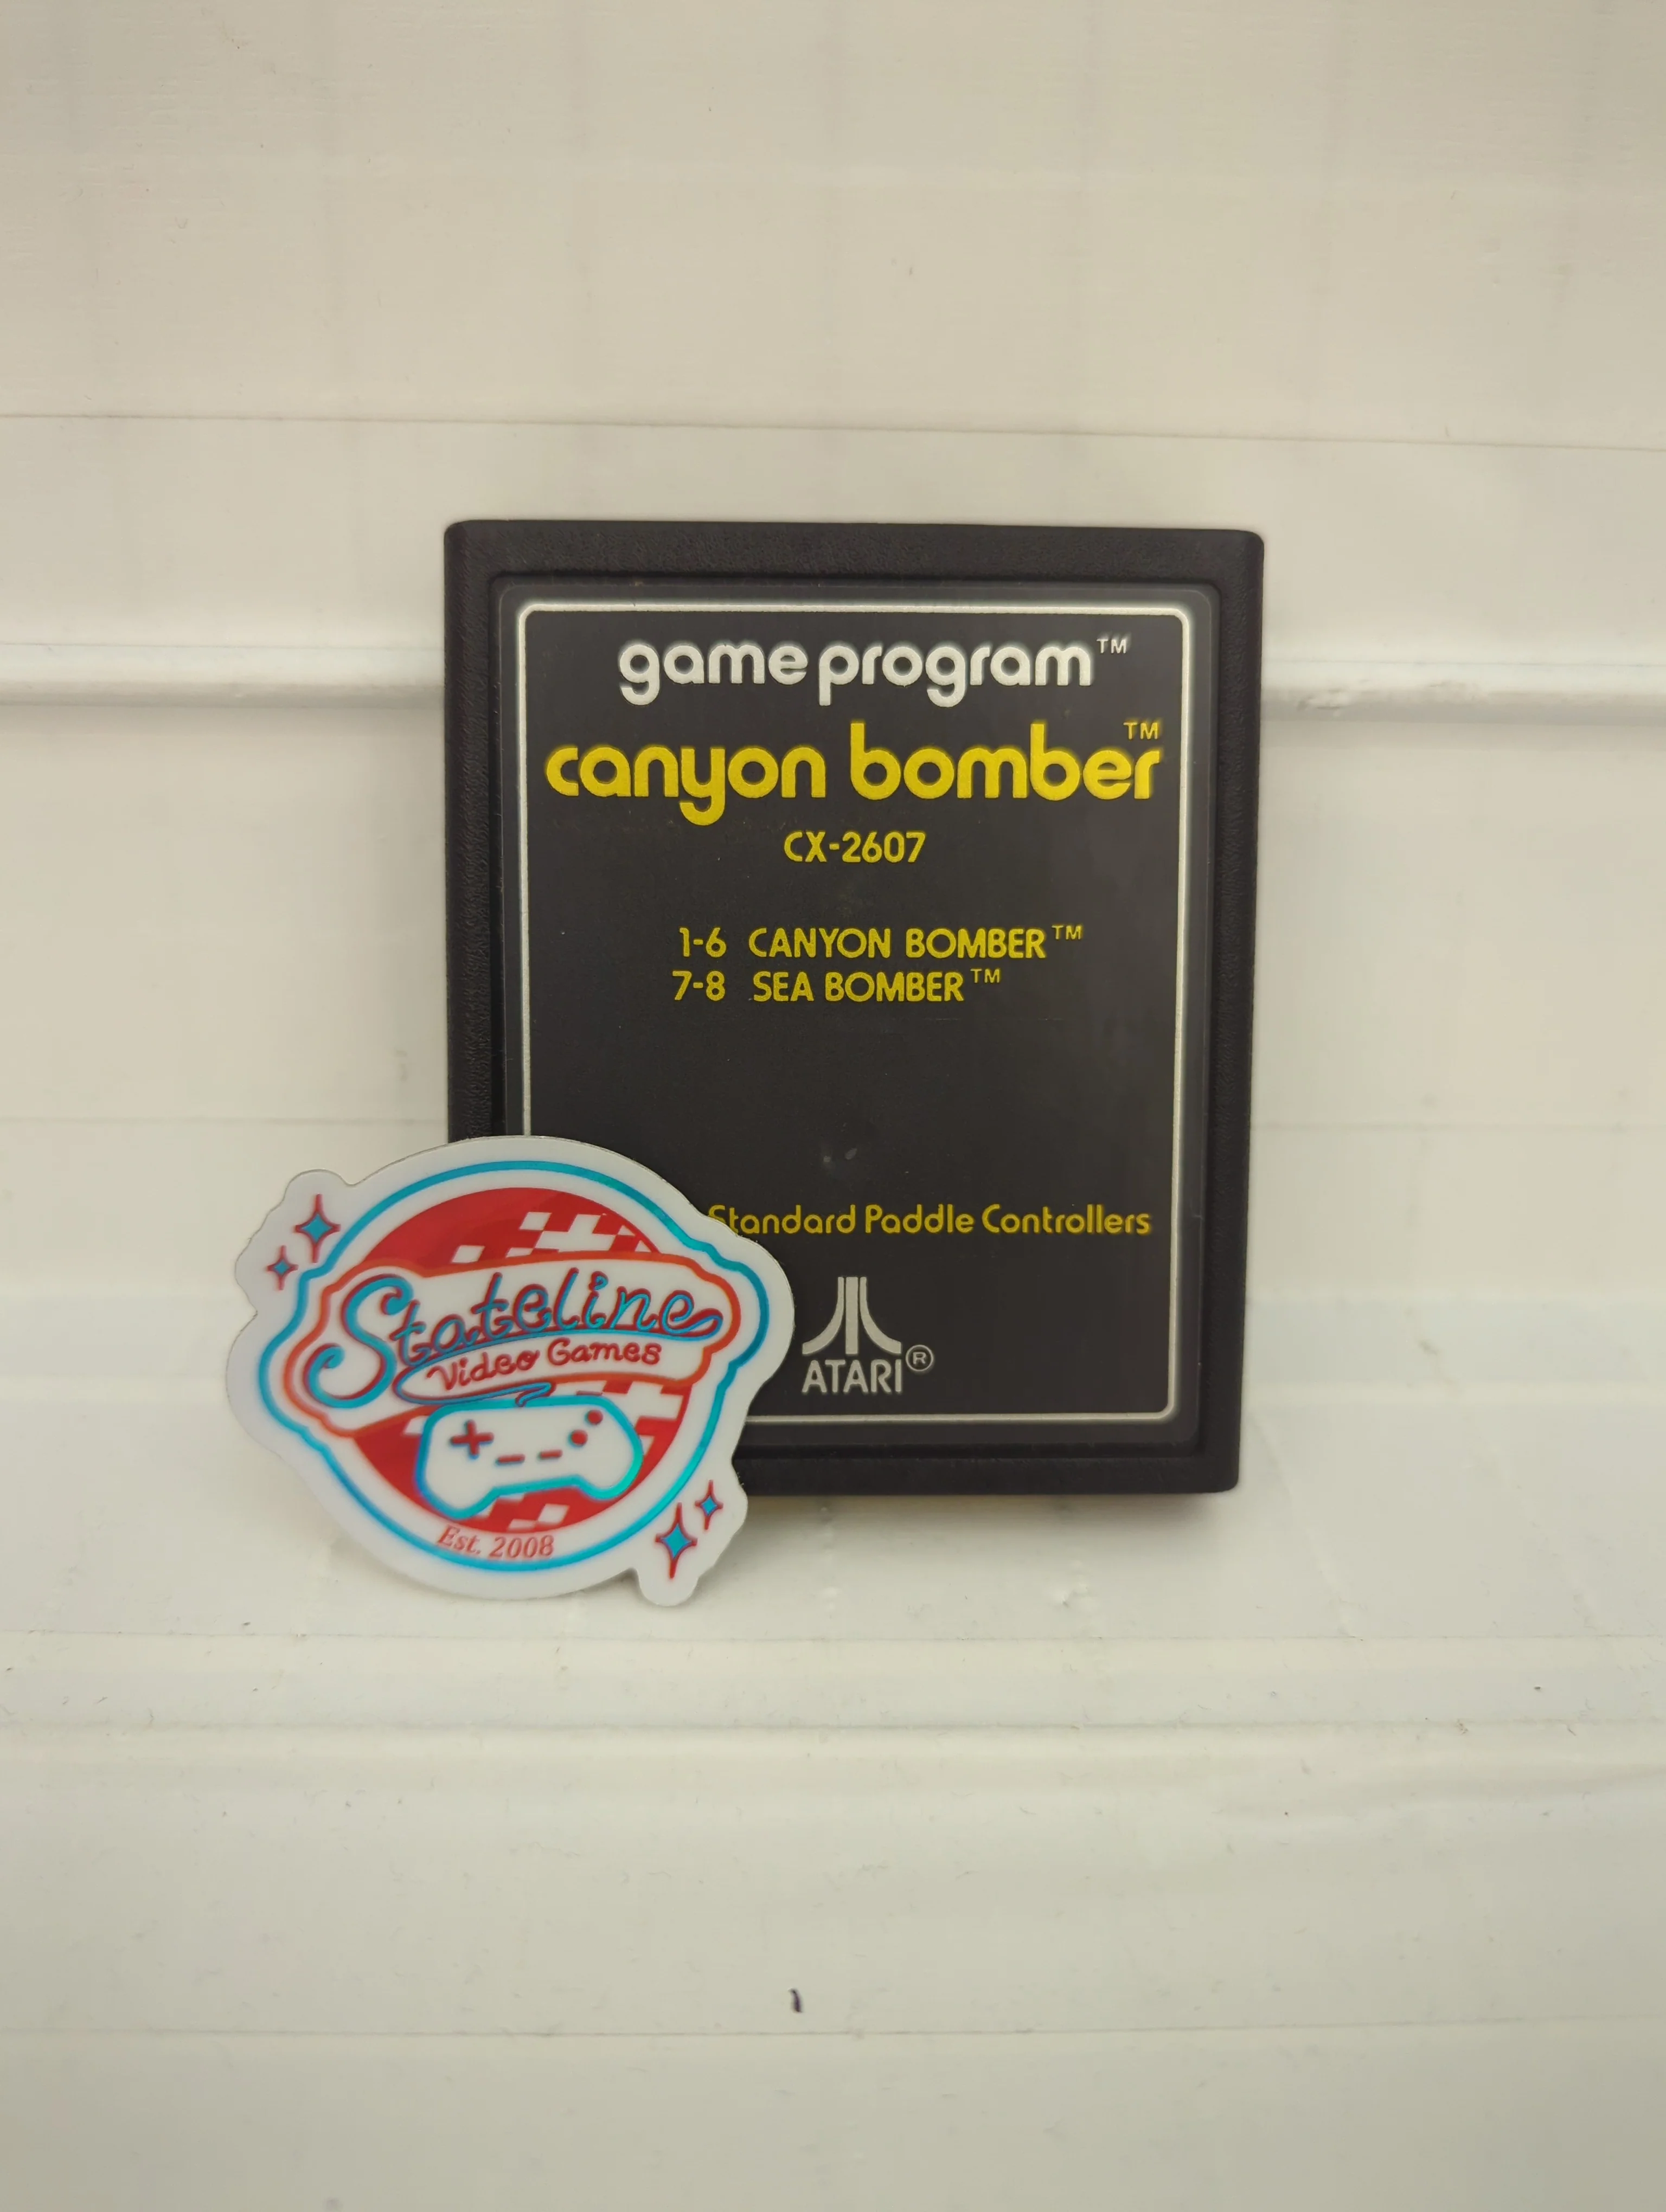 game program™
canyon bomber™
CX-2607
1-6 CANYON BOMBER™
7-8 SEA BOMBER™
Standard Paddle Controllers
ATARI®
Stateline
Video Games
Est. 2008